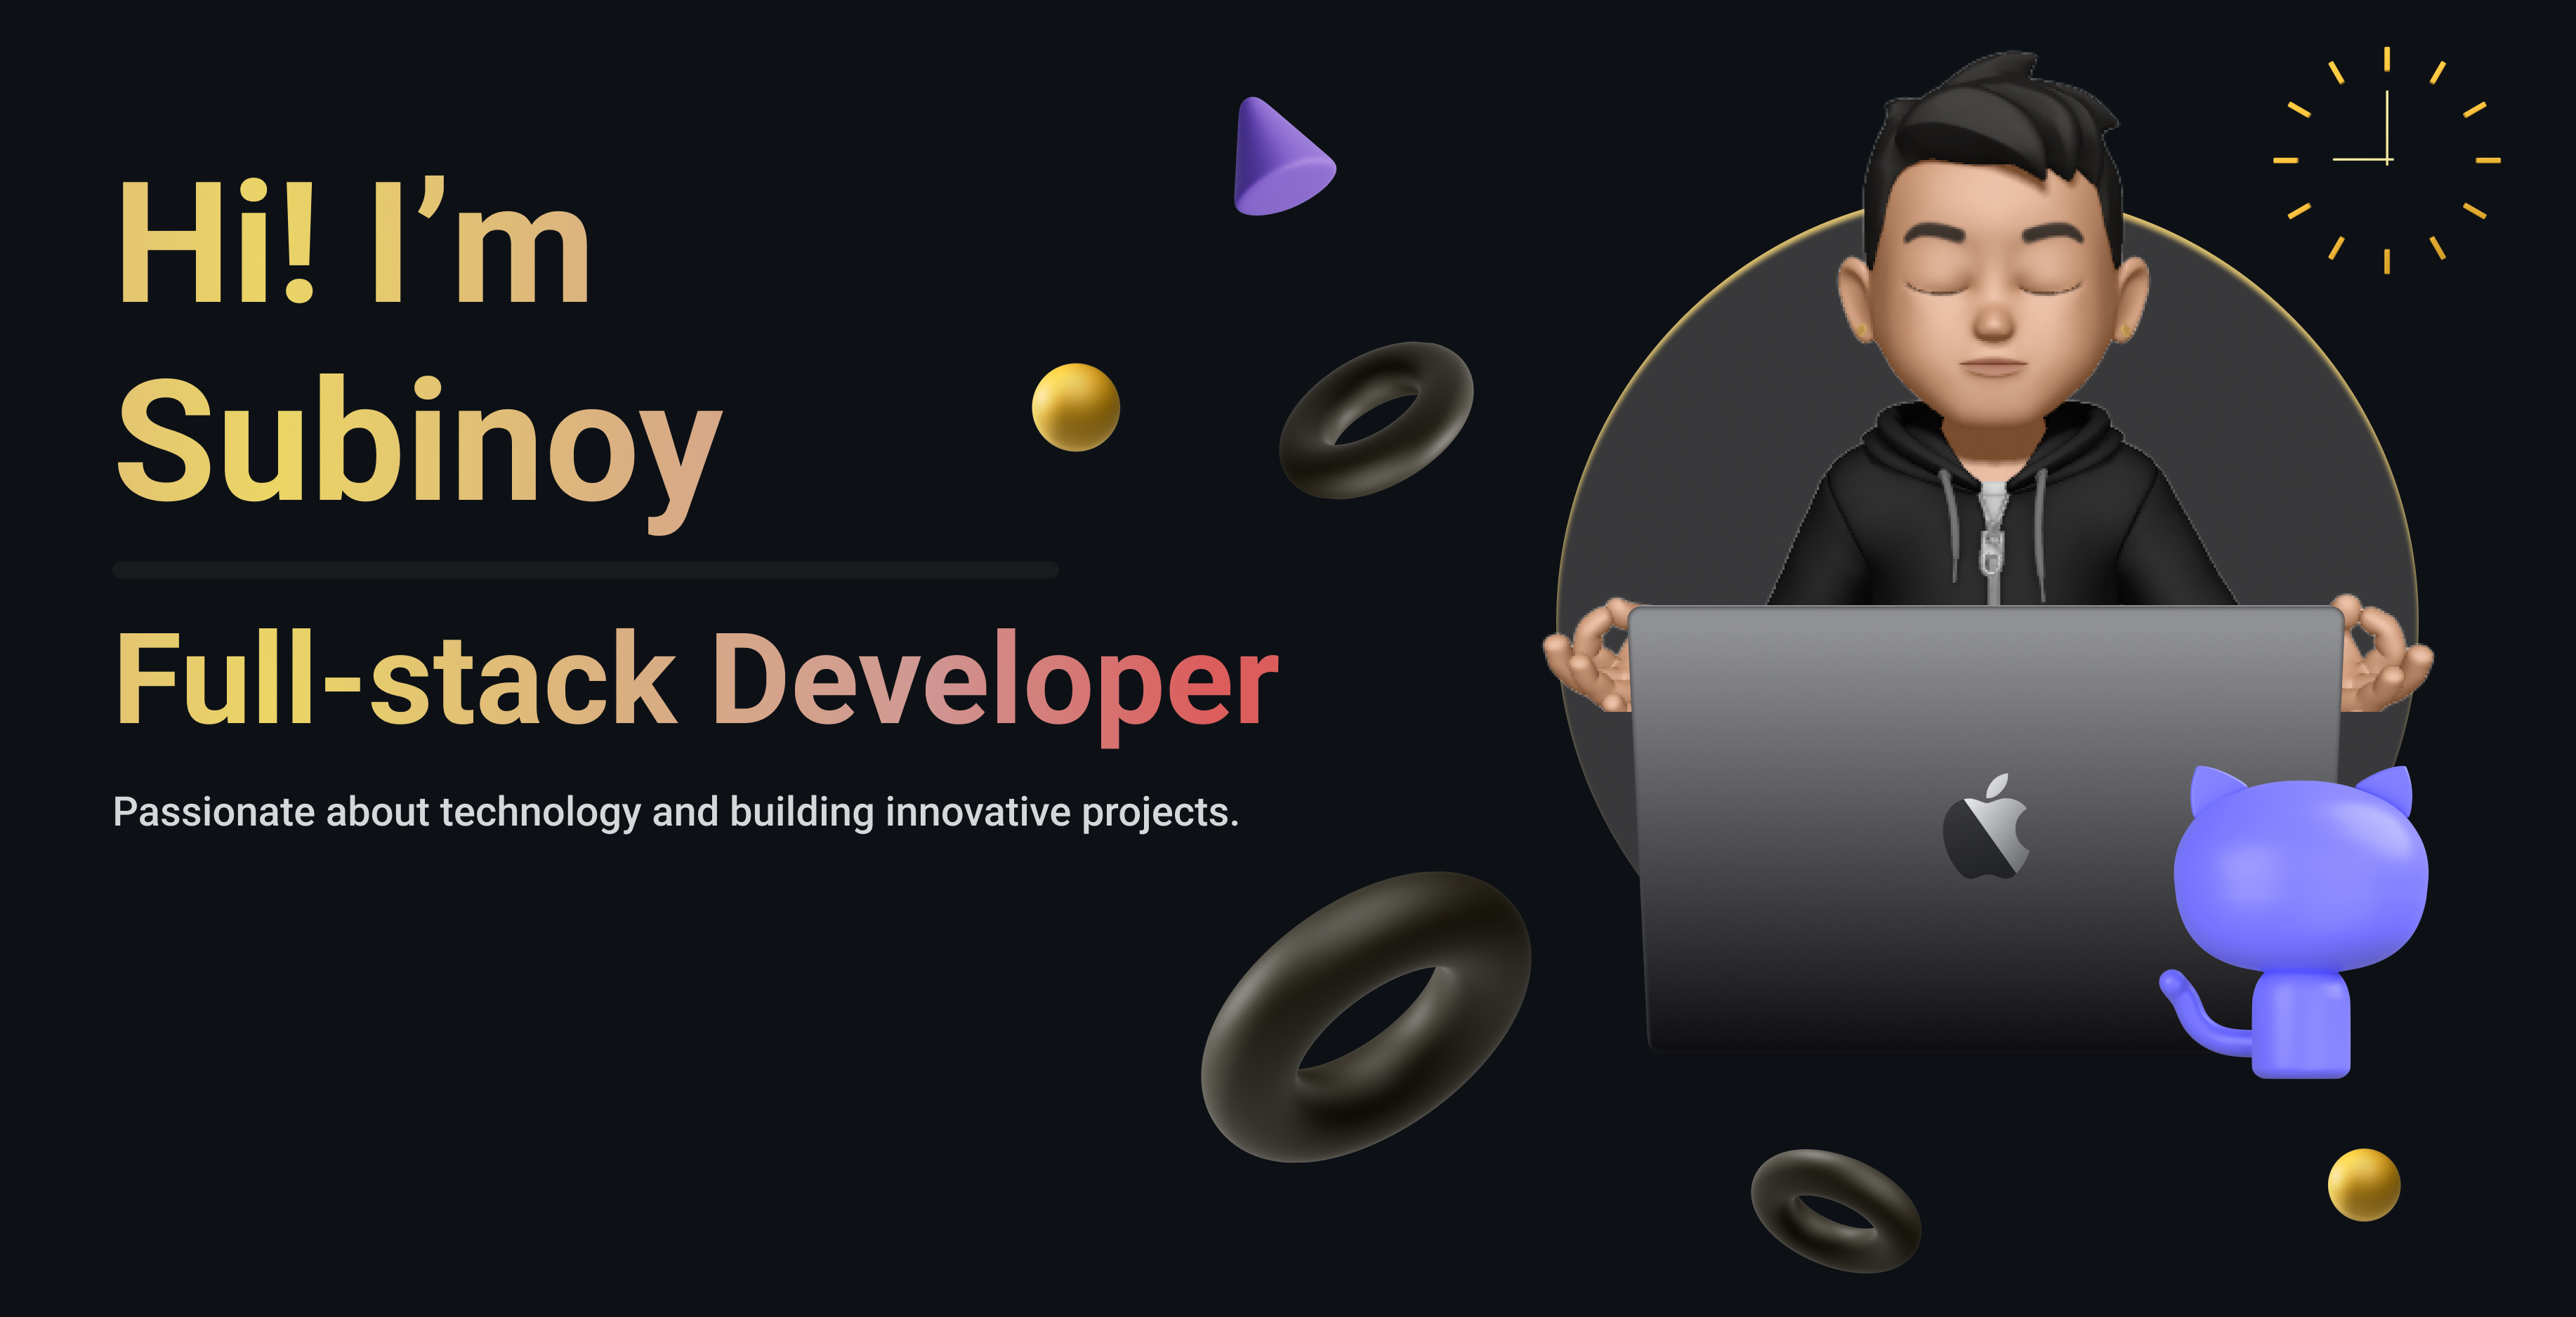 Hi! I’m
Subinoy
Full-stack Developer
Passionate about technology and building innovative projects.